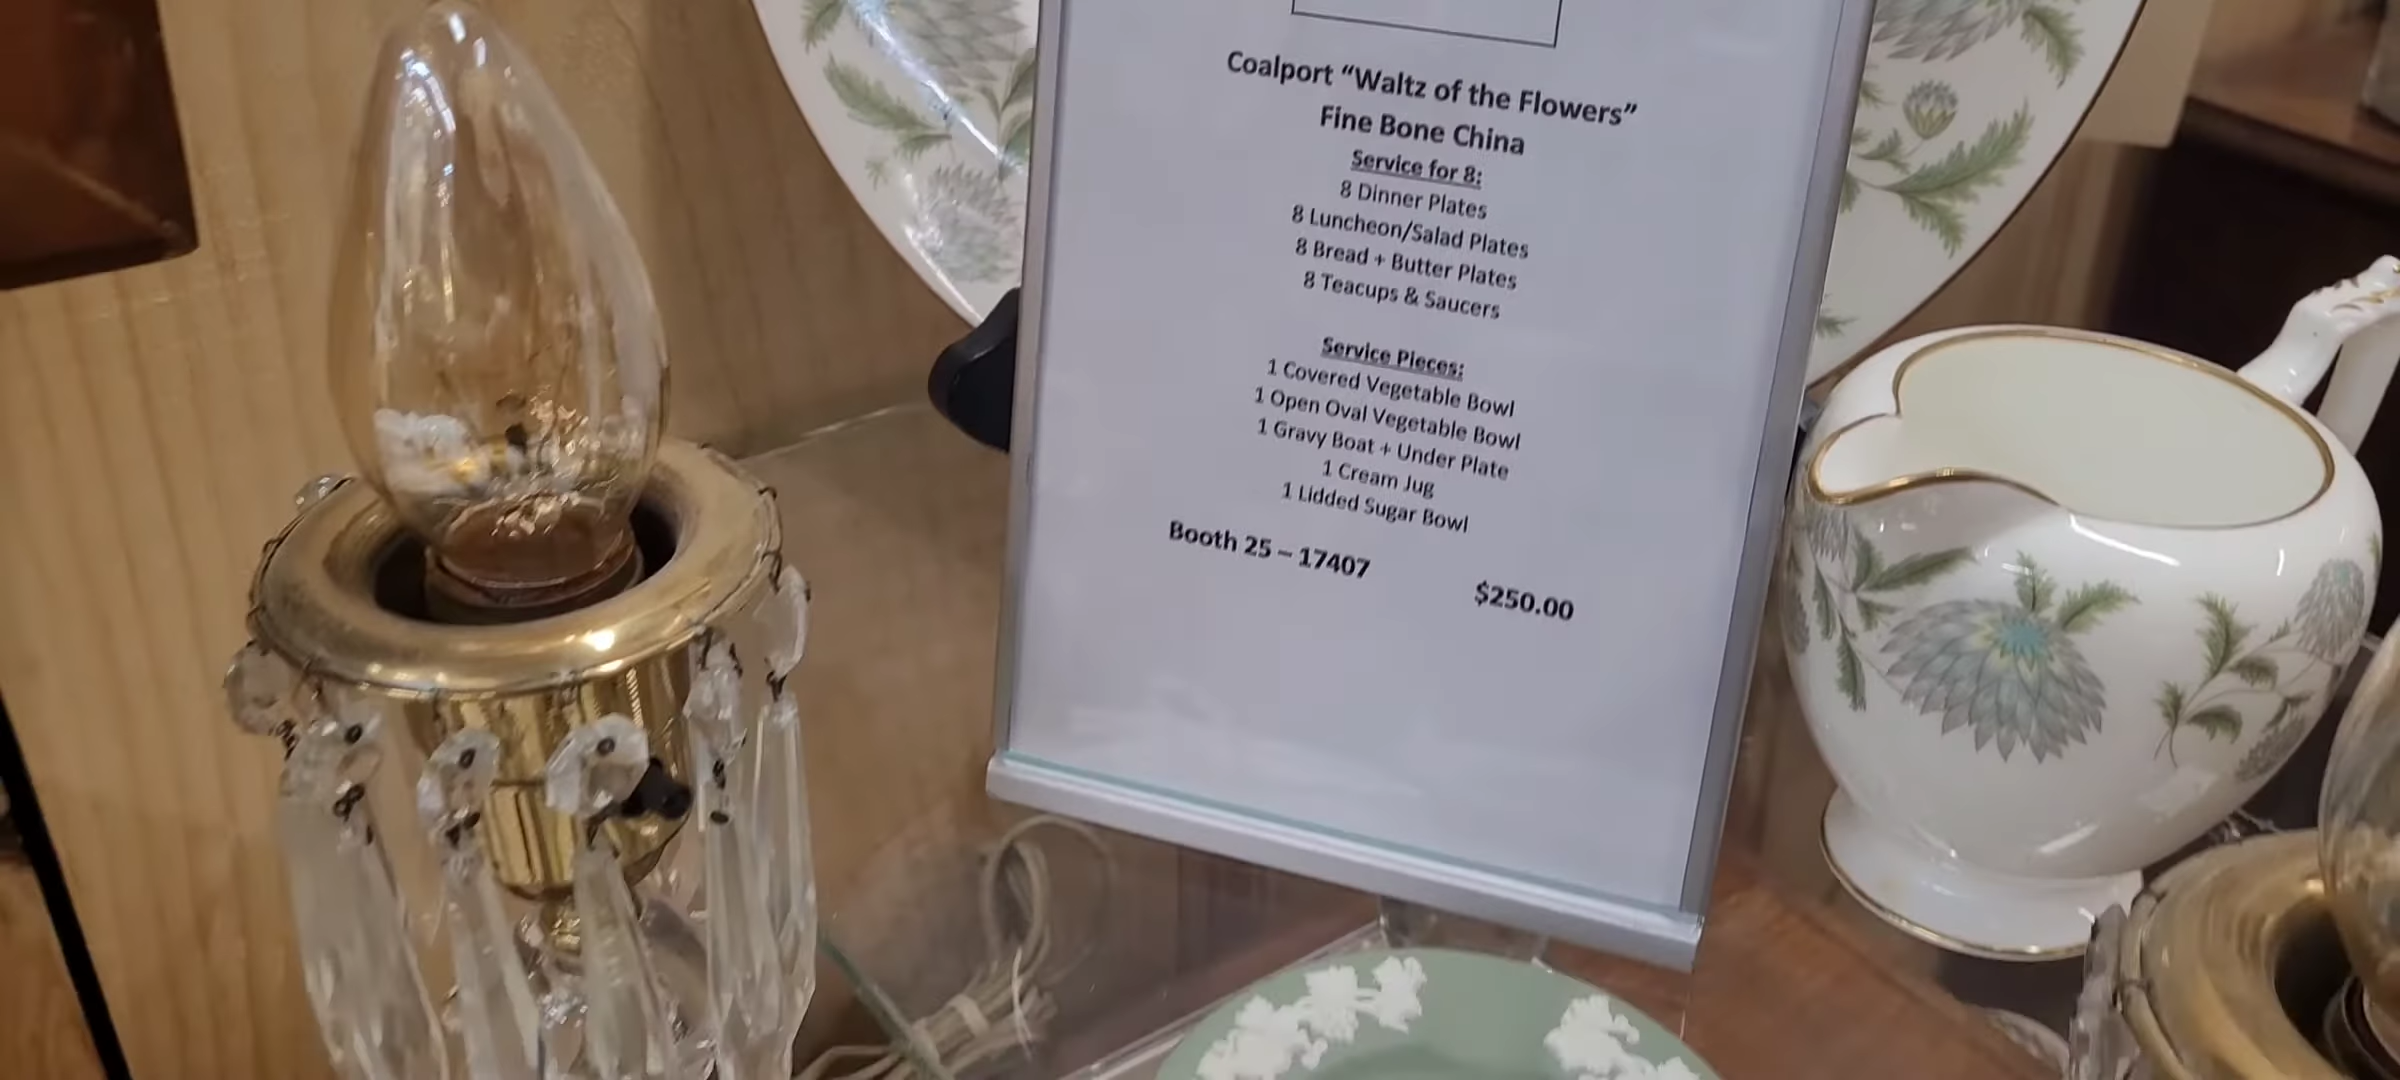 Coalport “Waltz of the Flowers”
Fine Bone China
Service for 8:
8 Dinner Plates
8 Luncheon/Salad Plates
8 Bread + Butter Plates
8 Teacups & Saucers
Service Pieces:
1 Covered Vegetable Bowl
1 Open Oval Vegetable Bowl
1 Gravy Boat + Under Plate
1 Cream Jug
1 Lidded Sugar Bowl
Booth 25 – 17407
$250.00